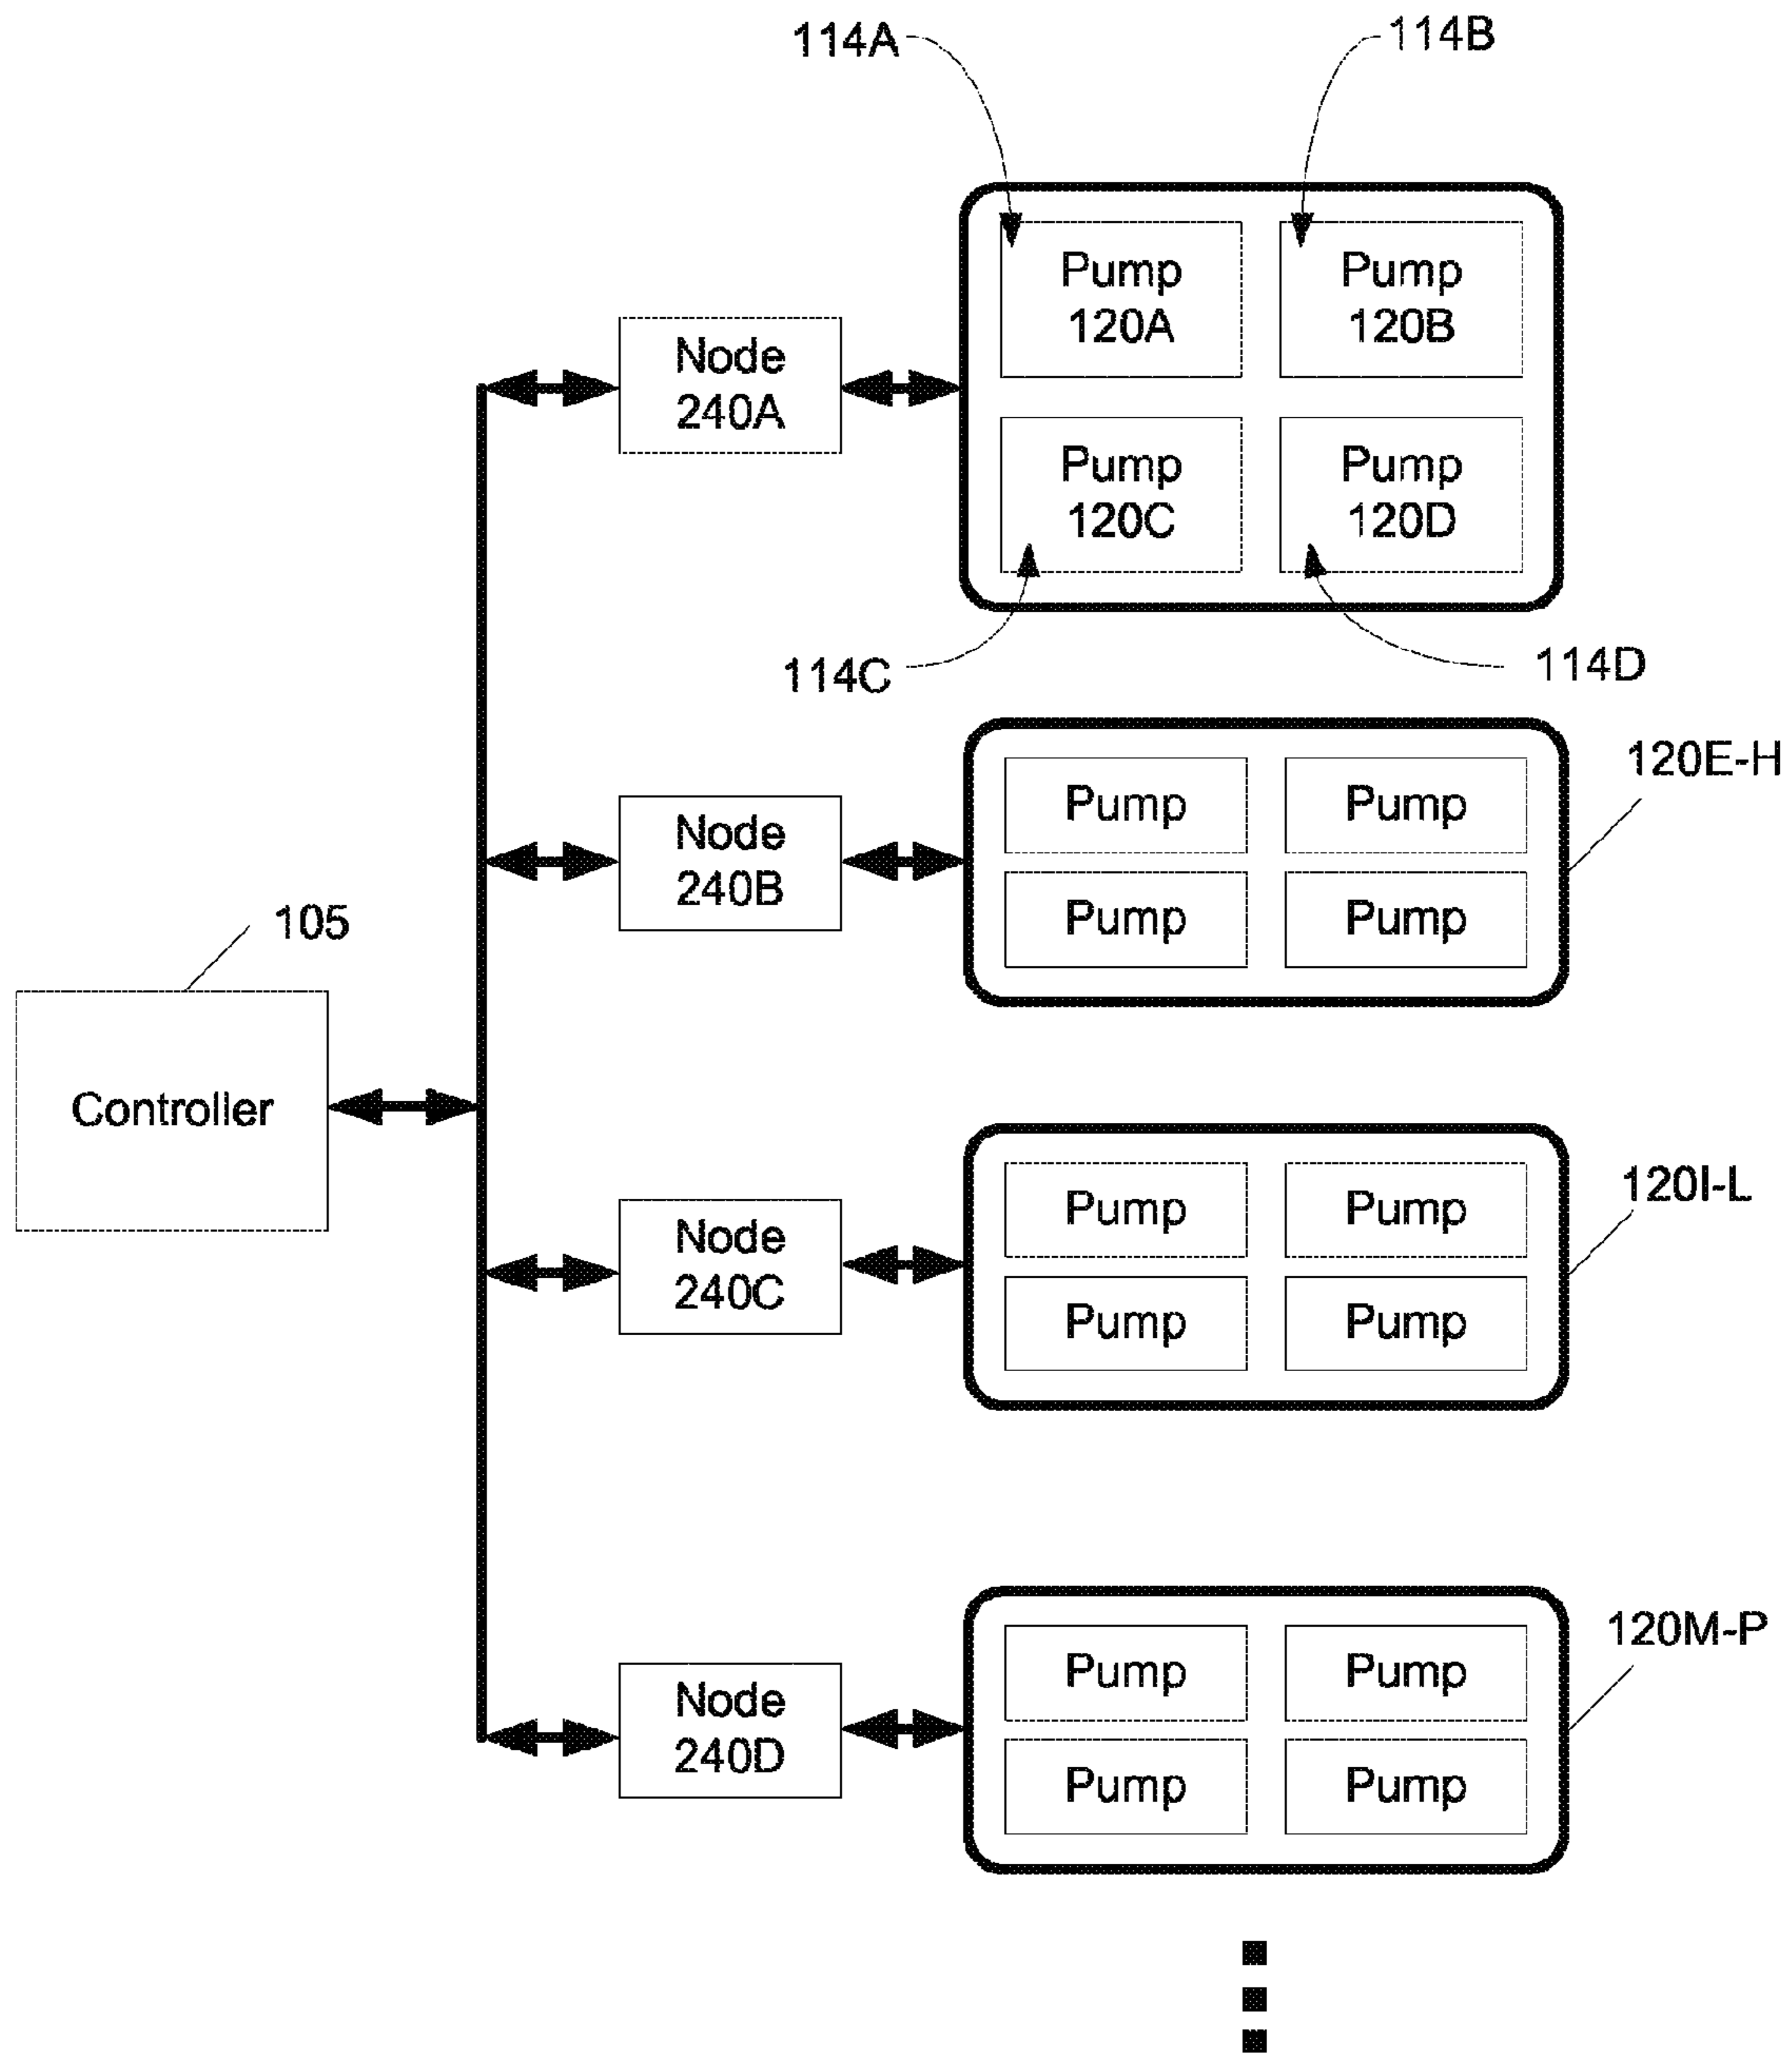 114A
114B
Pump
120A
Pump
120B
Node
240A
Pump
120C
Pump
120D
114C
114D
120E-H
Pump
Pump
Node
240B
Pump
Pump
105
Controller
120I-L
Pump
Pump
Node
240C
Pump
Pump
120M-P
Pump
Pump
Node
240D
Pump
Pump